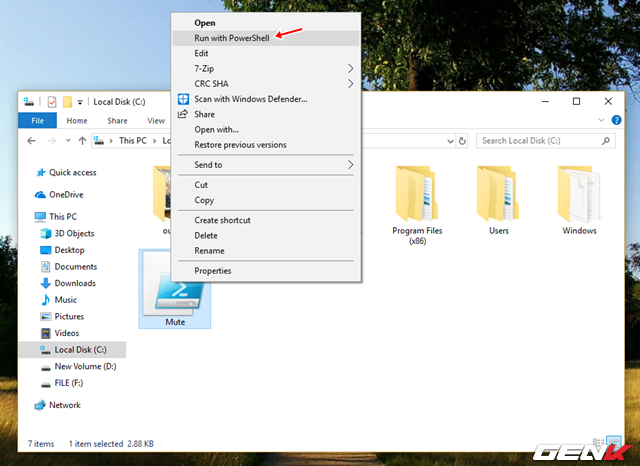 Open
Run with PowerShell
Edit
7-Zip
CRC SHA
Scan with Windows Defender...
Share
Open with...
Restore previous versions
Send to
Cut
Copy
Create shortcut
Delete
Rename
Properties
Local Disk (C:)
File
Home
Share
View
This PC
Lo
Search Local Disk (C:)
Quick access
OneDrive
This PC
3D Objects
Desktop
Documents
Downloads
Music
Pictures
Videos
Local Disk (C:)
New Volume (D:)
FILE (F:)
Network
ou
Program Files
(x86)
Users
Windows
Mute
7 items
1 item selected 2.88 KB
GENK